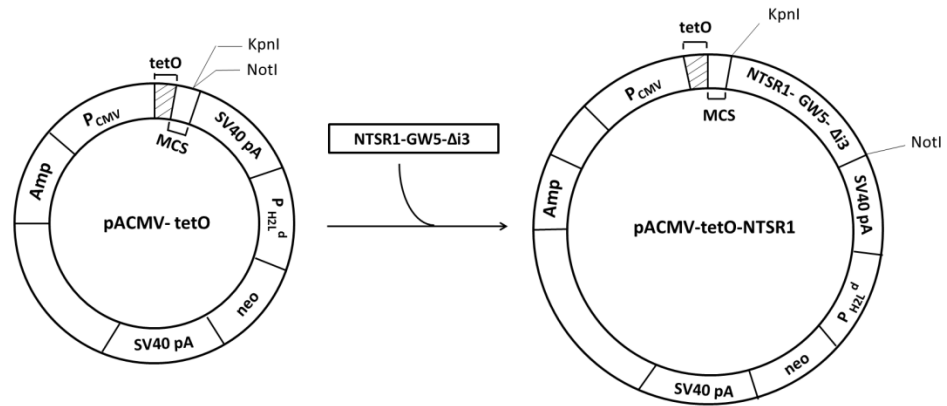 tetO
KpnI
NotI
P CMV
MCS
SV40 pA
Amp
P H2L d
pACMV- tetO
neo
SV40 pA
NTSR1-GW5-Δi3
tetO
KpnI
P CMV
MCS
NTSR1- GW5- Δi3
NotI
Amp
SV40 pA
pACMV-tetO-NTSR1
P H2L d
neo
SV40 pA